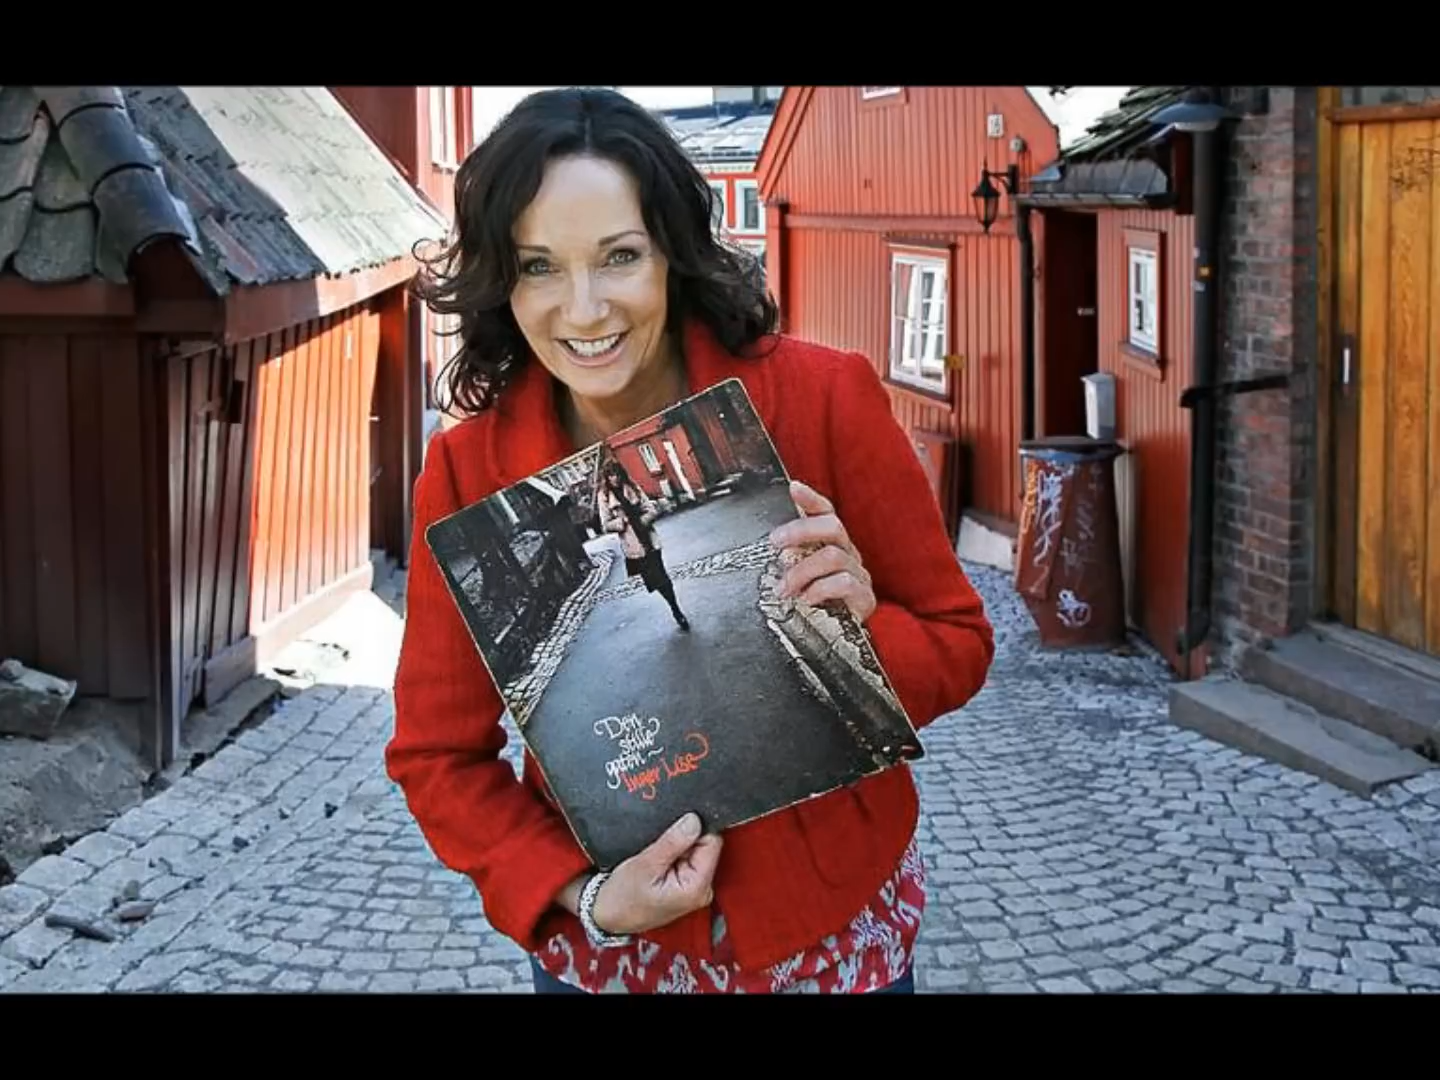 Den
stille
gaten ~
Inger Lise